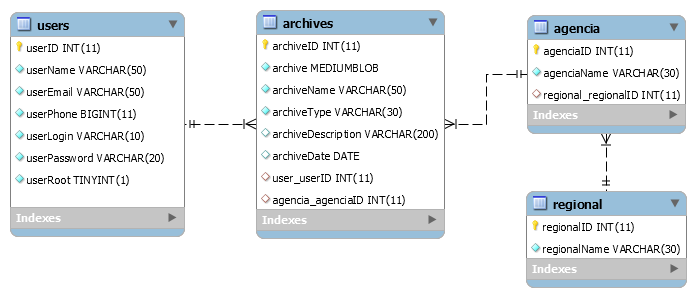 users
userID INT(11)
userName VARCHAR(50)
userEmail VARCHAR(50)
userPhone BIGINT(11)
userLogin VARCHAR(10)
userPassword VARCHAR(20)
userRoot TINYINT(1)
Indexes
archives
archiveID INT(11)
archive MEDIUMBLOB
archiveName VARCHAR(50)
archiveType VARCHAR(30)
archiveDescription VARCHAR(200)
archiveDate DATE
user_userID INT(11)
agencia_agenciaID INT(11)
Indexes
agencia
agenciaID INT(11)
agenciaName VARCHAR(30)
regional_regionalID INT(11)
Indexes
regional
regionalID INT(11)
regionalName VARCHAR(30)
Indexes